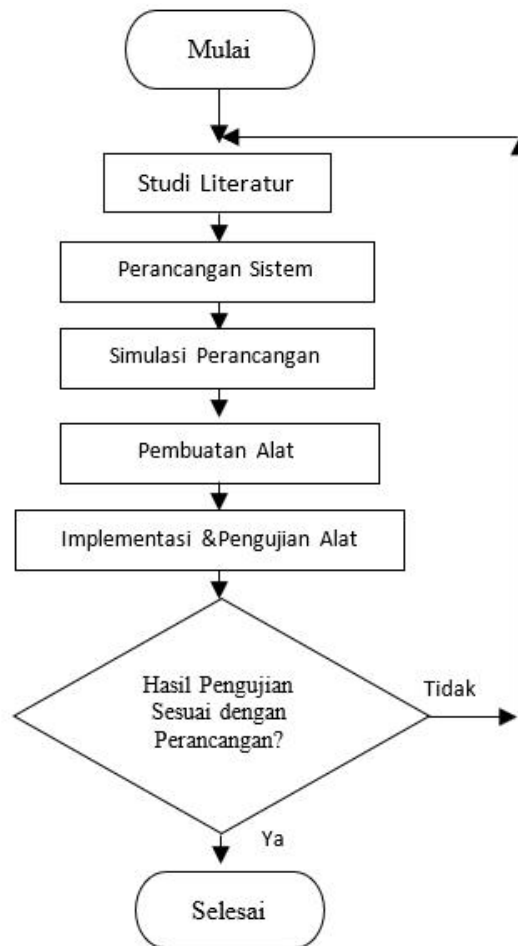 Mulai
Studi Literatur
Perancangan Sistem
Simulasi Perancangan
Pembuatan Alat
Implementasi &Pengujian Alat
Hasil Pengujian
Sesuai dengan
Perancangan?
Tidak
Ya
Selesai